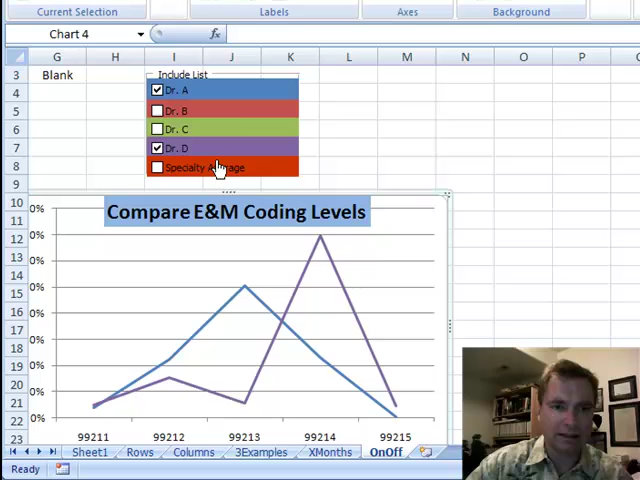 Current Selection Labels Axes Background
Chart 4 fx
G H I J K L M N O P
3 Blank Include List
4 Dr. A
5 Dr. B
6 Dr. C
7 Dr. D
8 Specialty Average
9
10 0% Compare E&M Coding Levels
11 0%
12 0%
13 0%
14
15 0%
16 0%
17
18 0%
19
20 0%
21 0%
22 0%
23 99211 99212 99213 99214 99215
Sheet1 Rows Columns 3Examples XMonths OnOff
Ready